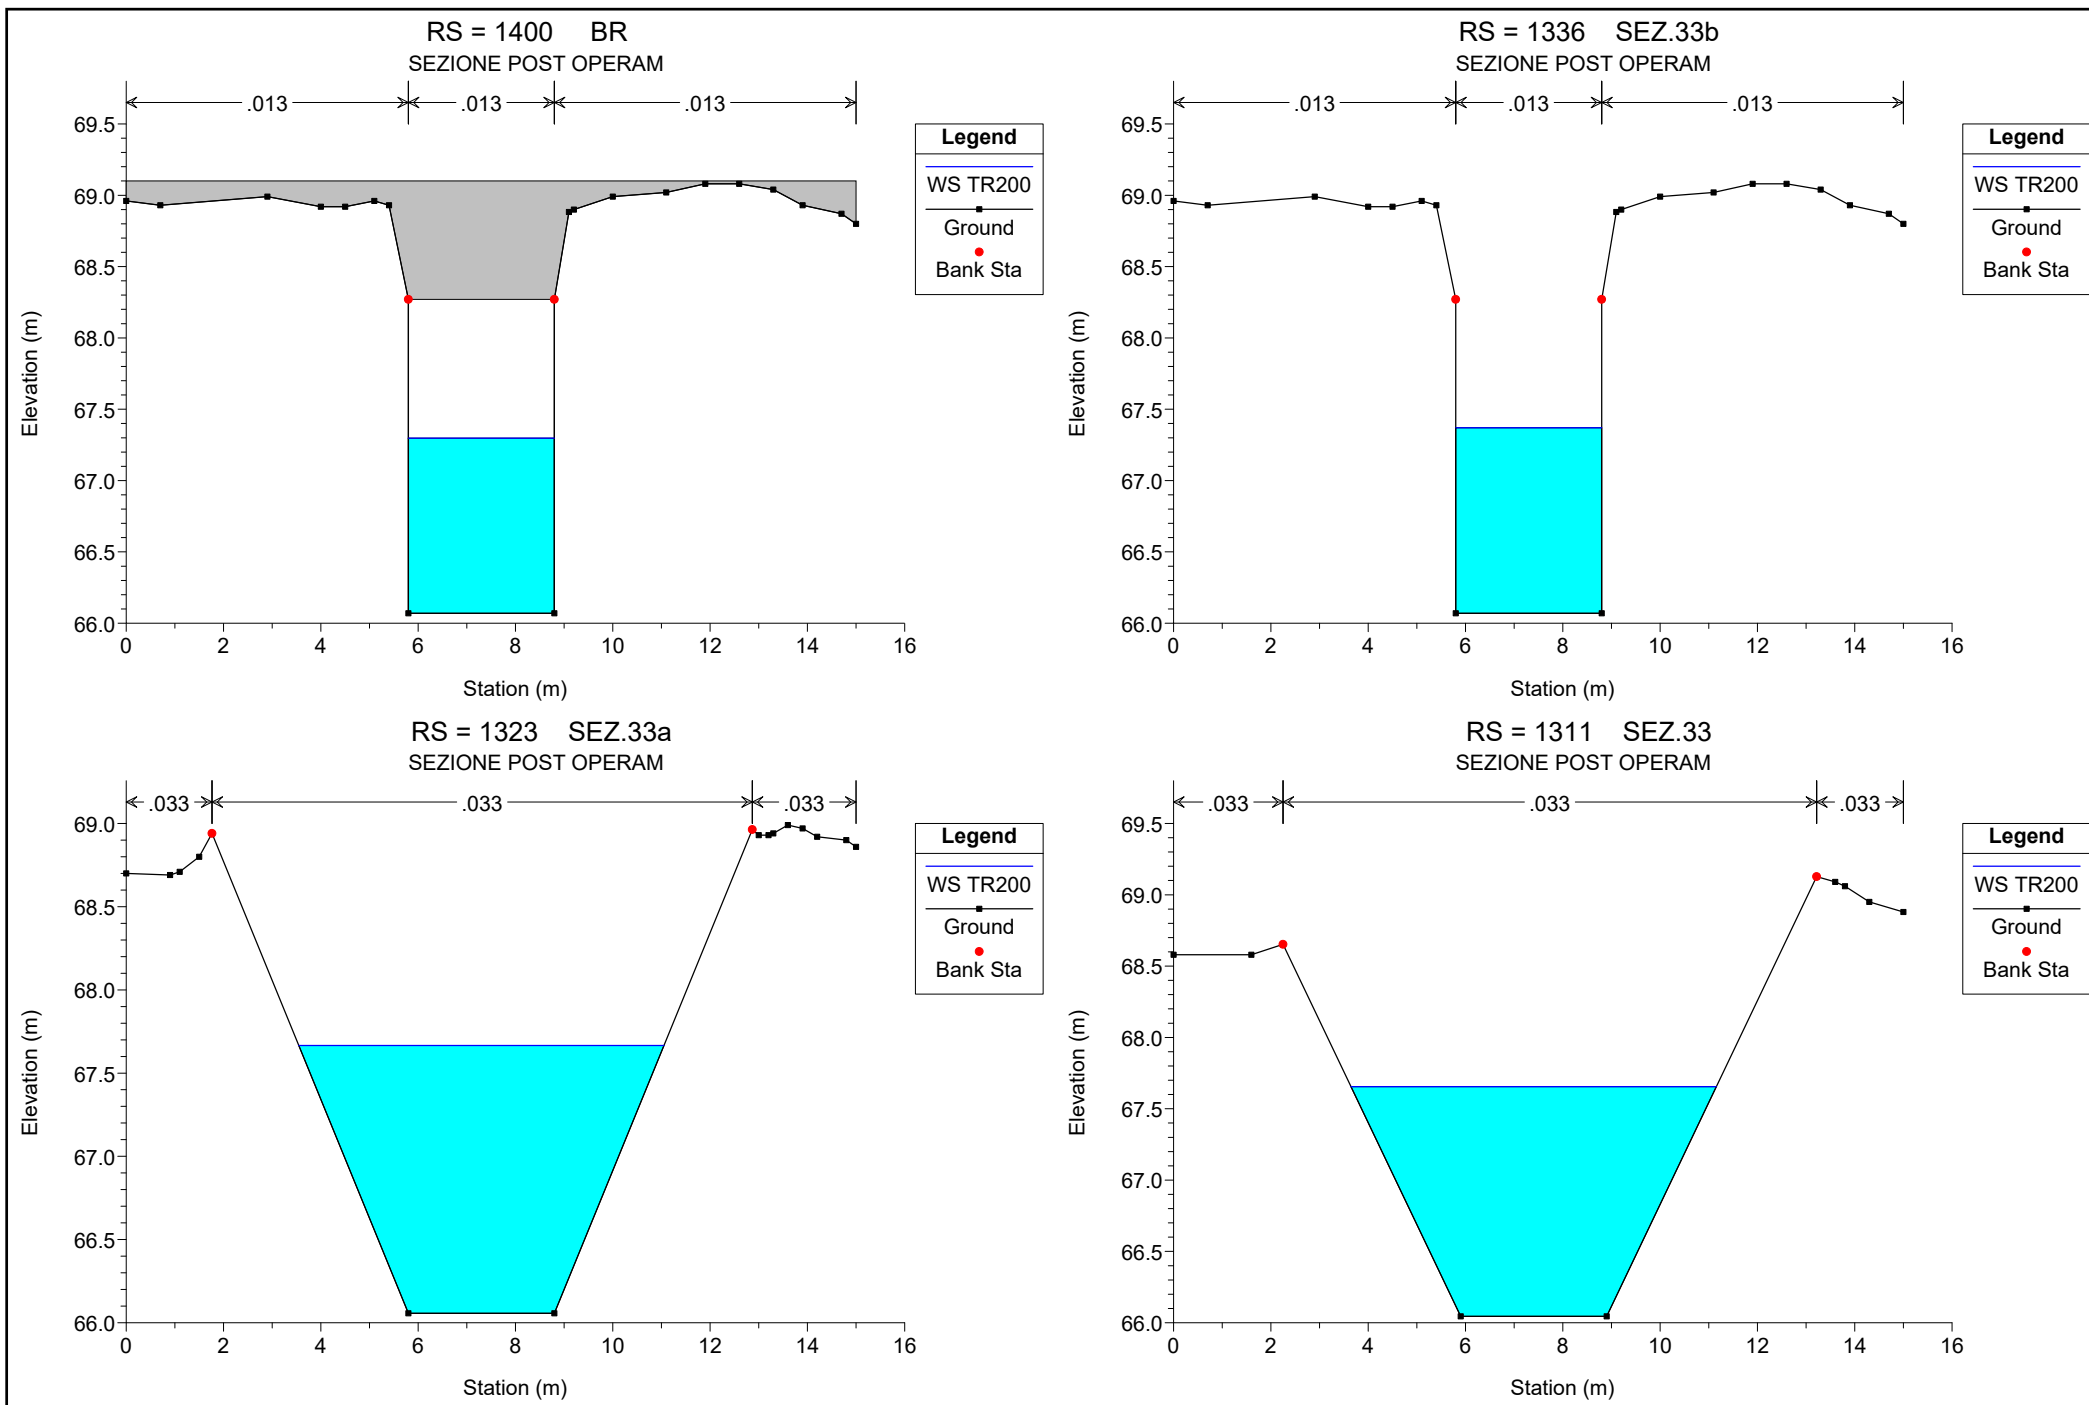 RS = 1400 BR
SEZIONE POST OPERAM
.013 .013 .013
69.5
69.0
68.5
68.0
67.5
67.0
66.5
66.0
0 2 4 6 8 10 12 14 16
Elevation (m)
Station (m)
Legend
WS TR200
Ground
Bank Sta
RS = 1336 SEZ.33b
SEZIONE POST OPERAM
.013 .013 .013
69.5
69.0
68.5
68.0
67.5
67.0
66.5
66.0
0 2 4 6 8 10 12 14 16
Elevation (m)
Station (m)
Legend
WS TR200
Ground
Bank Sta
RS = 1323 SEZ.33a
SEZIONE POST OPERAM
.033 .033 .033
69.0
68.5
68.0
67.5
67.0
66.5
66.0
0 2 4 6 8 10 12 14 16
Elevation (m)
Station (m)
Legend
WS TR200
Ground
Bank Sta
RS = 1311 SEZ.33
SEZIONE POST OPERAM
.033 .033 .033
69.5
69.0
68.5
68.0
67.5
67.0
66.5
66.0
0 2 4 6 8 10 12 14 16
Elevation (m)
Station (m)
Legend
WS TR200
Ground
Bank Sta